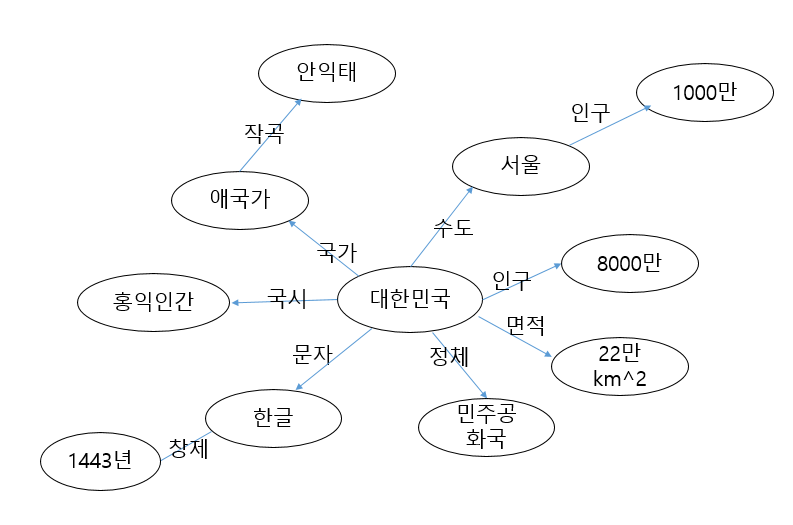 안익태
1000만
인구
작곡
서울
애국가
수도
국가
8000만
인구
대한민국
홍익인간
국시
면적
문자
정체
22만
km^2
한글
민주공
화국
창제
1443년